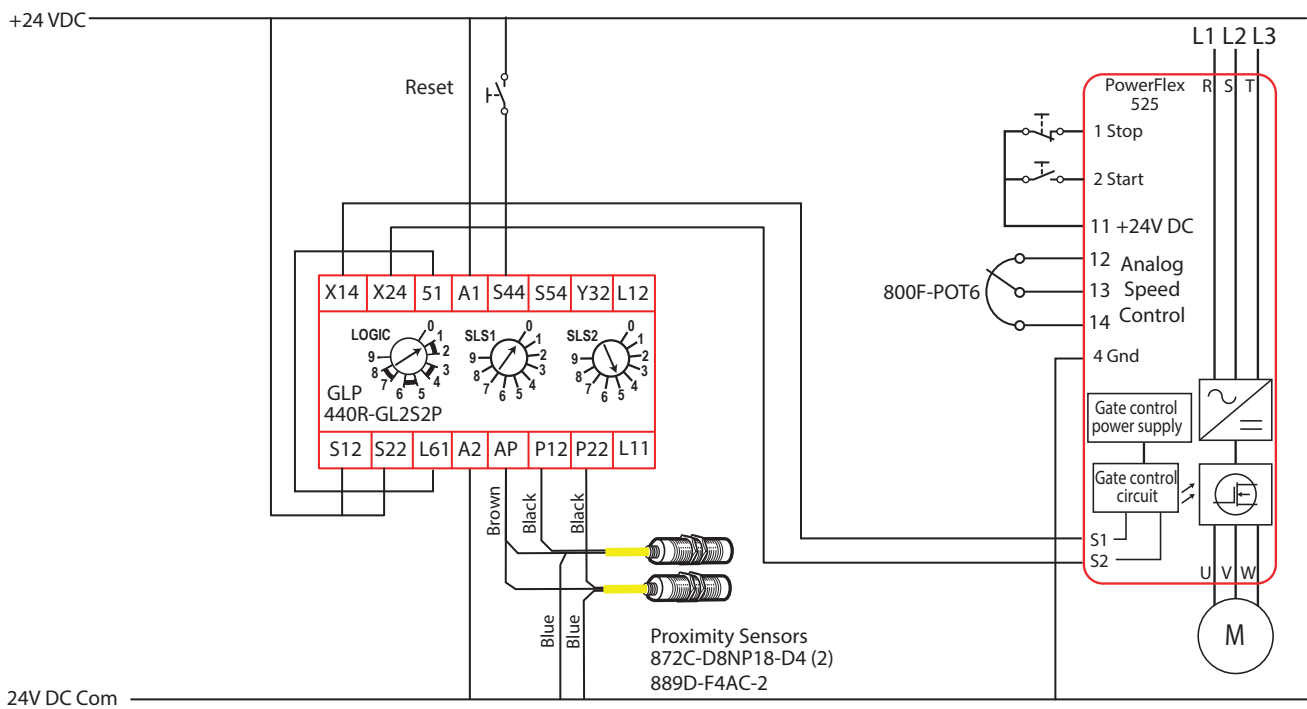 +24 VDC
L1 L2 L3
Reset
PowerFlex
525
R S T
1 Stop
2 Start
11 +24V DC
12
13
14
Analog
Speed
Control
800F-POT6
4 Gnd
X14 X24 51 A1 S44 S54 Y32 L12
LOGIC
0
1
2
3
4
5
6
7
8
9
SLS1
0
1
2
3
4
5
6
7
8
9
SLS2
0
1
2
3
4
5
6
7
8
9
GLP
440R-GL2S2P
S12 S22 L61 A2 AP P12 P22 L11
Gate control
power supply
Gate control
circuit
Brown
Black
Black
S1
S2
U V W
Blue
Blue
M
Proximity Sensors
872C-D8NP18-D4 (2)
889D-F4AC-2
24V DC Com